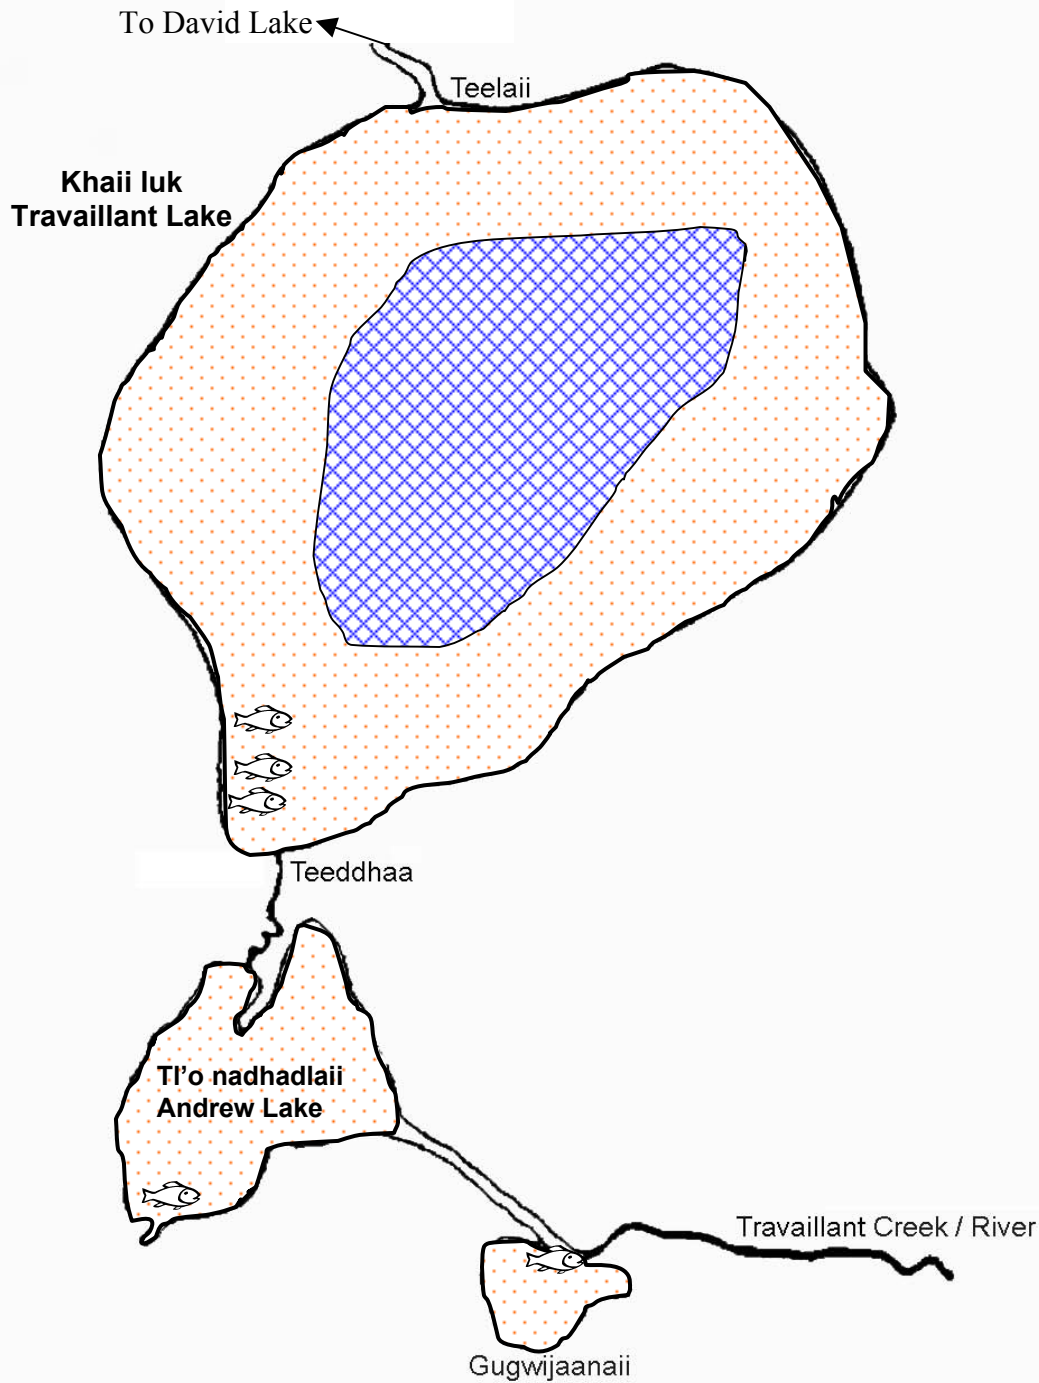 To David Lake
Teelaii
Khaii luk
Travaillant Lake
Teeddhaa
Tl’o nadhadlaii
Andrew Lake
Travaillant Creek / River
Gugwijaanaii